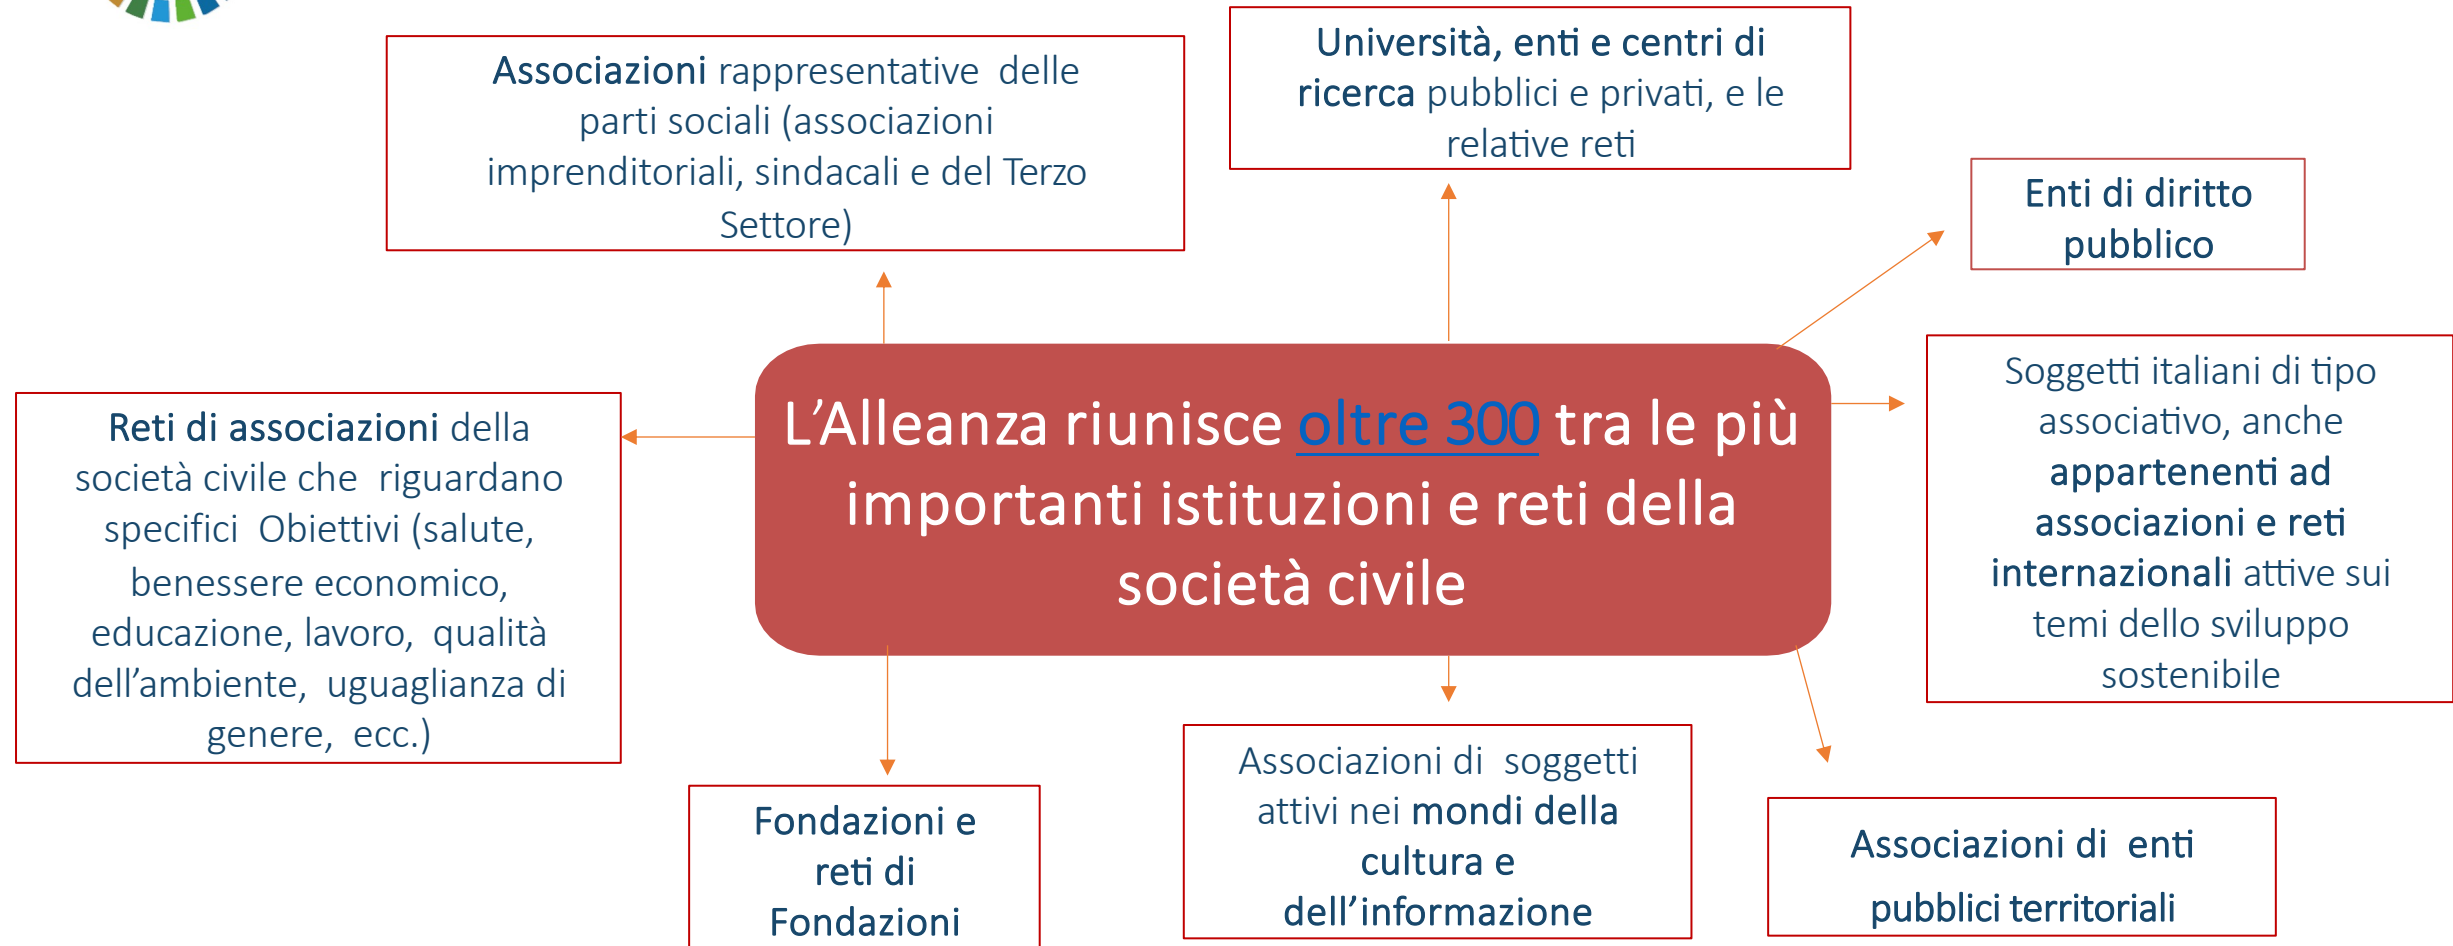 Associazioni rappresentative delle
parti sociali (associazioni
imprenditoriali, sindacali e del Terzo
Settore)
Università, enti e centri di
ricerca pubblici e privati, e le
relative reti
Enti di diritto
pubblico
Reti di associazioni della
società civile che riguardano
specifici Obiettivi (salute,
benessere economico,
educazione, lavoro, qualità
dell’ambiente, uguaglianza di
genere, ecc.)
L’Alleanza riunisce oltre 300 tra le più
importanti istituzioni e reti della
società civile
Soggetti italiani di tipo
associativo, anche
appartenenti ad
associazioni e reti
internazionali attive sui
temi dello sviluppo
sostenibile
Fondazioni e
reti di
Fondazioni
Associazioni di soggetti
attivi nei mondi della
cultura e
dell’informazione
Associazioni di enti
pubblici territoriali